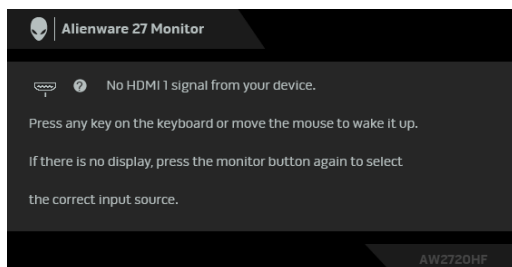 Alienware 27 Monitor
No HDMI 1 signal from your device.
Press any key on the keyboard or move the mouse to wake it up.
If there is no display, press the monitor button again to select
the correct input source.
AW2720HF